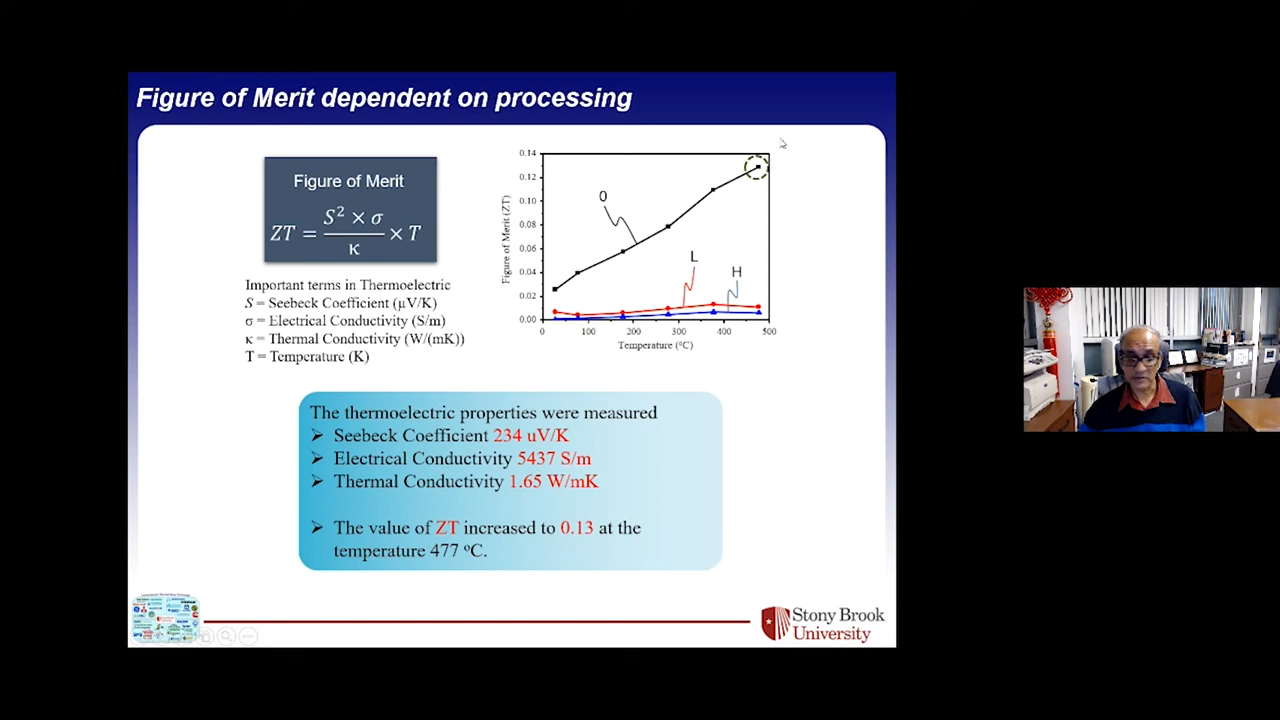 Figure of Merit dependent on processing
Figure of Merit
ZT = S² × σ / κ × T
Important terms in Thermoelectric
S = Seebeck Coefficient (µV/K)
σ = Electrical Conductivity (S/m)
κ = Thermal Conductivity (W/(mK))
T = Temperature (K)
Figure of Merit (ZT)
0.14
0.12
0.10
0.08
0.06
0.04
0.02
0.00
0
L
H
0 100 200 300 400 500
Temperature (°C)
The thermoelectric properties were measured
➢ Seebeck Coefficient 234 uV/K
➢ Electrical Conductivity 5437 S/m
➢ Thermal Conductivity 1.65 W/mK
➢ The value of ZT increased to 0.13 at the
temperature 477 °C.
Stony Brook
University